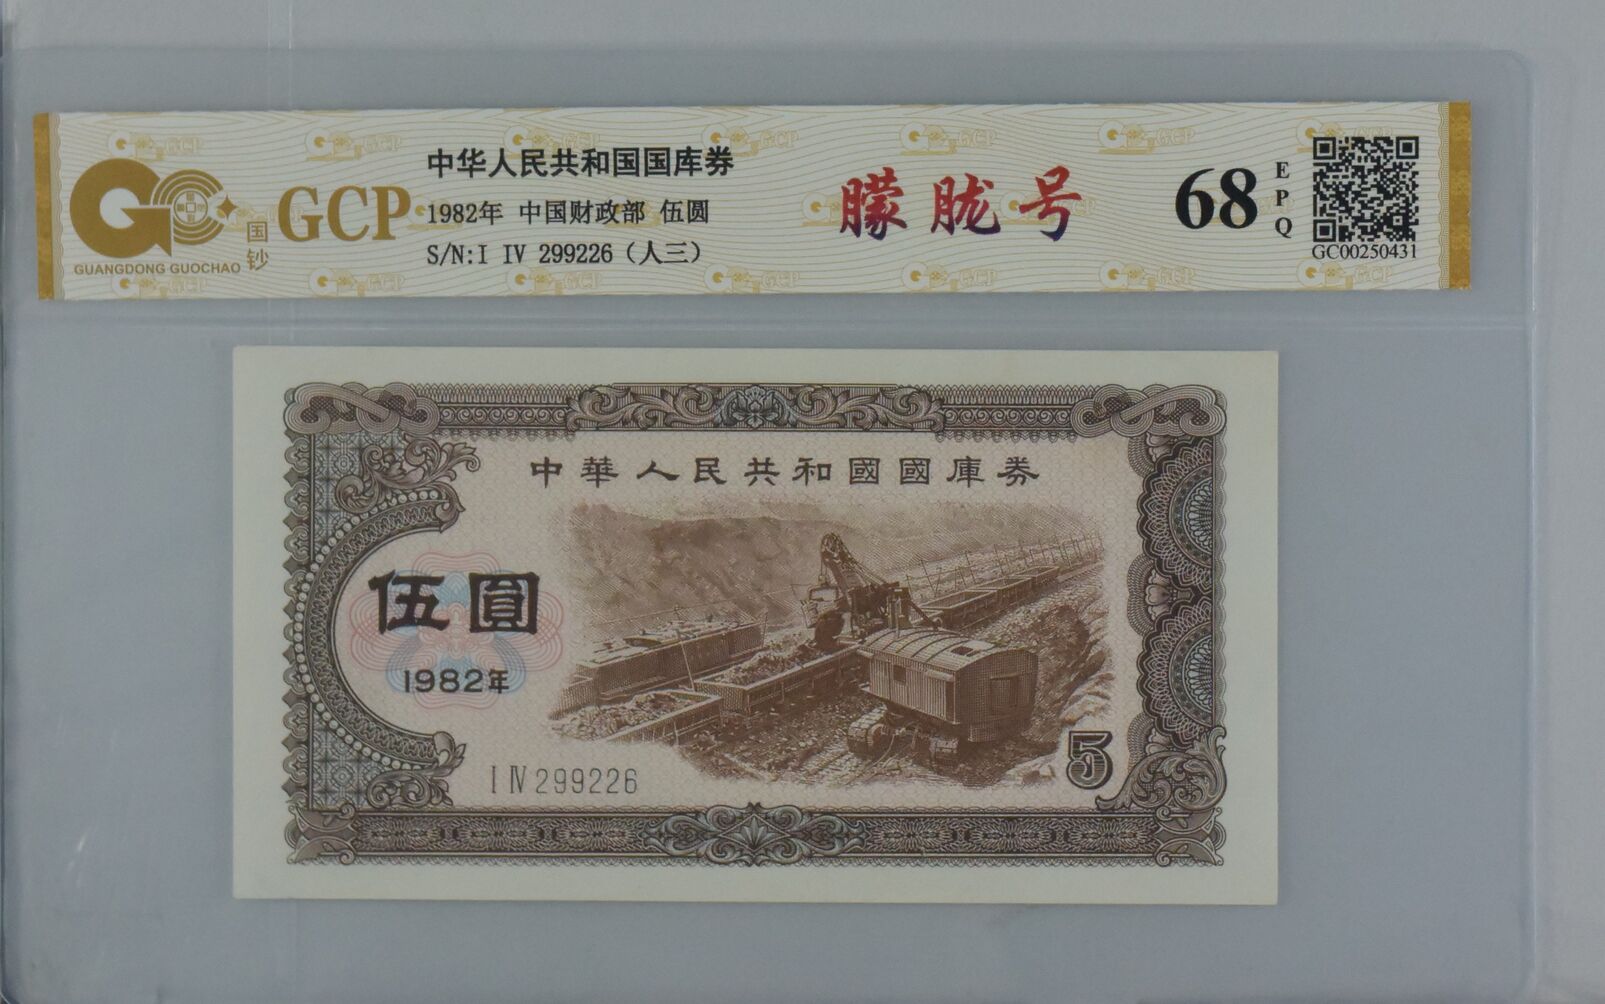 GUANGDONG GUOCHAO
国钞
GCP
中华人民共和国国库券
1982年 中国财政部 伍圆
S/N:I IV 299226（人三）
朦胧号
68
EPQ
GC00250431
中華人民共和國國庫券
伍圓
1982年
I IV 299226
5